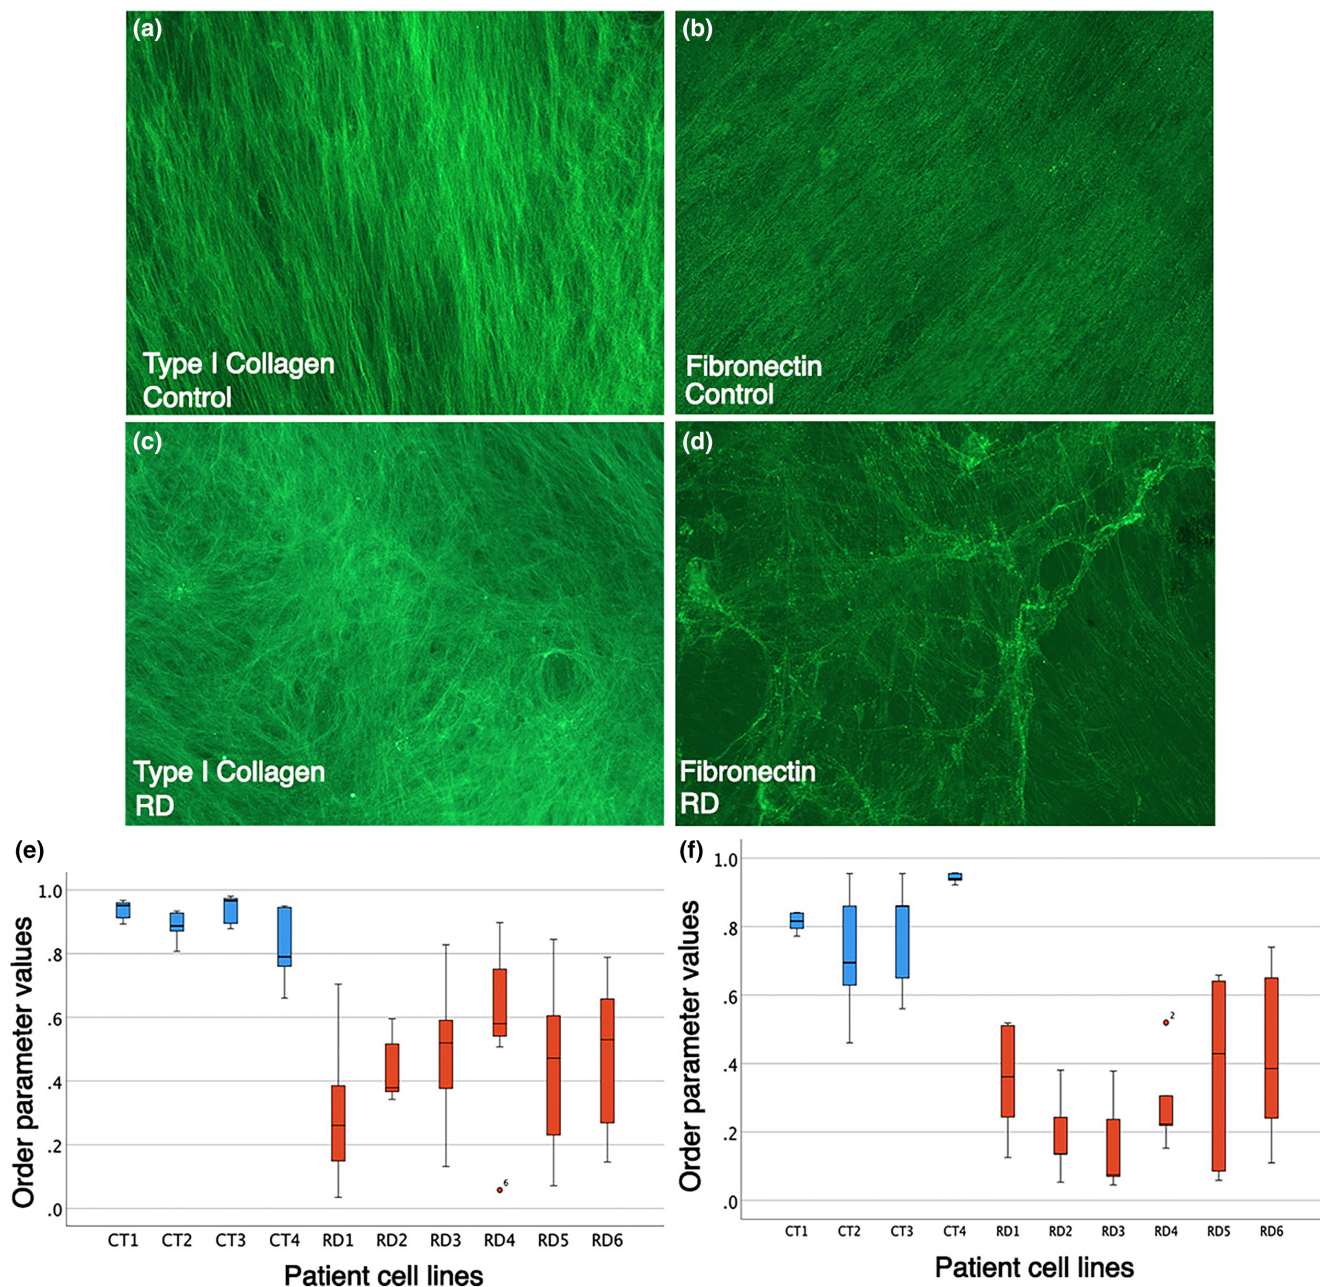 (a)
(b)
Type I Collagen
Control
Fibronectin
Control
(c)
(d)
Type I Collagen
RD
Fibronectin
RD
(e)
Order parameter values
1.0
.8
.6
.4
.2
.0
6
CT1 CT2 CT3 CT4 RD1 RD2 RD3 RD4 RD5 RD6
Patient cell lines
(f)
Order parameter values
1.0
.8
.6
.4
.2
.0
2
CT1 CT2 CT3 CT4 RD1 RD2 RD3 RD4 RD5 RD6
Patient cell lines